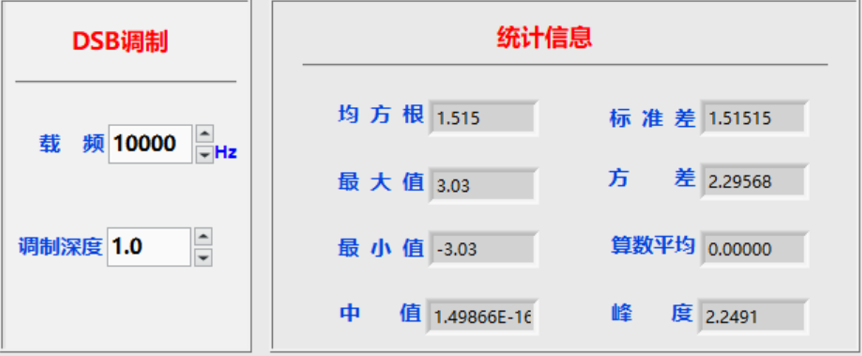 DSB调制
载 频 10000 Hz
调制深度 1.0
统计信息
均方根 1.515 标准差 1.51515
最大值 3.03 方 差 2.29568
最小值 -3.03 算数平均 0.00000
中 值 1.49866E-16 峰 度 2.2491